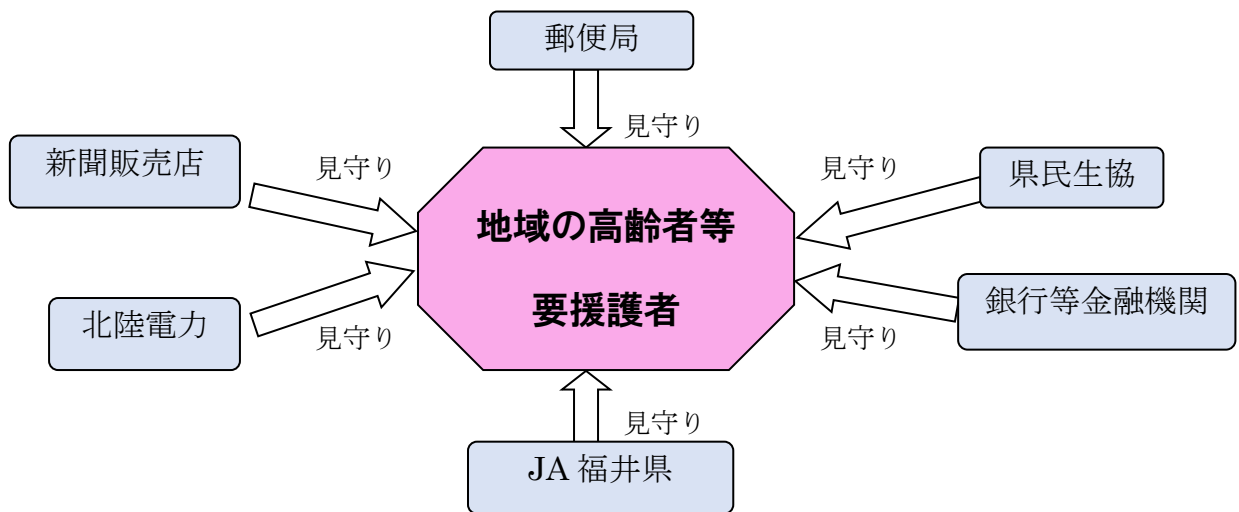 郵便局
見守り
新聞販売店
見守り
見守り
県民生協
地域の高齢者等
要援護者
北陸電力
見守り
見守り
銀行等金融機関
見守り
JA福井県